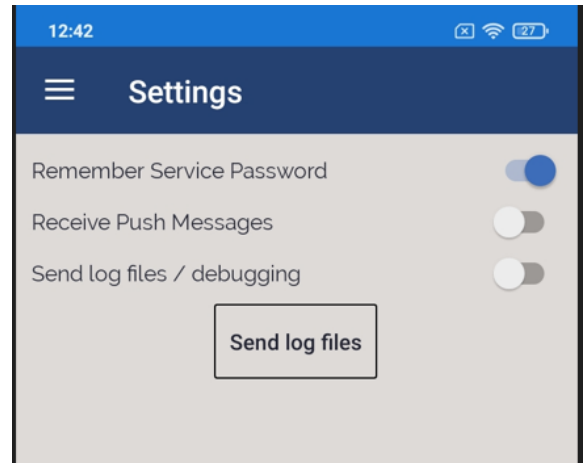 12:42
27
Settings
Remember Service Password
Receive Push Messages
Send log files / debugging
Send log files